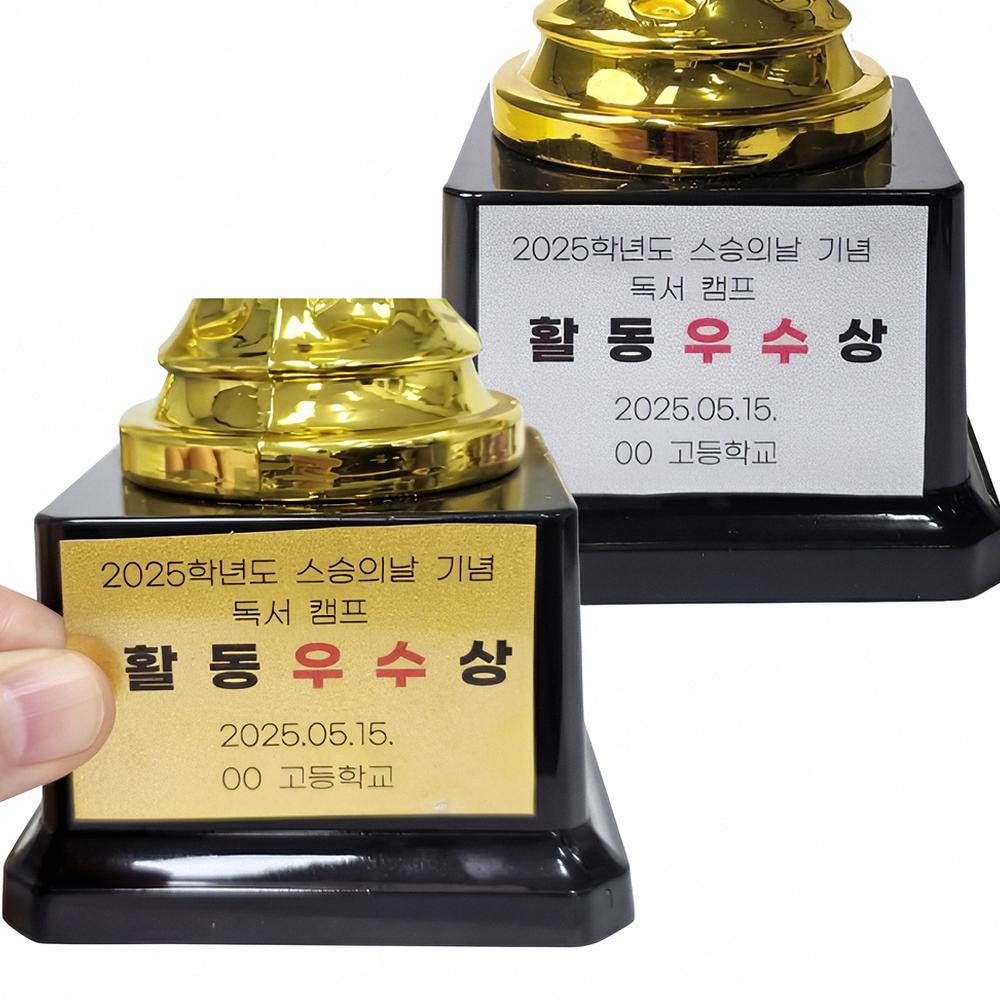 2025학년도 스승의날 기념
독서 캠프
활동우수상
2025.05.15.
00 고등학교
2025학년도 스승의날 기념
독서 캠프
활동우수상
2025.05.15.
00 고등학교